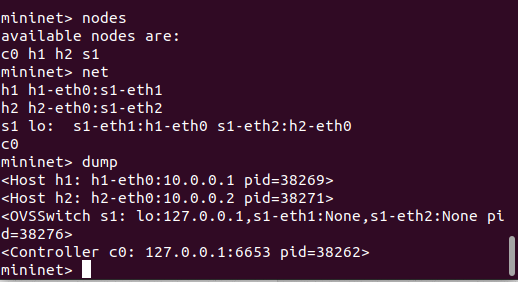 mininet> nodes
available nodes are:
c0 h1 h2 s1
mininet> net
h1 h1-eth0:s1-eth1
h2 h2-eth0:s1-eth2
s1 lo:  s1-eth1:h1-eth0 s1-eth2:h2-eth0
c0
mininet> dump
<Host h1: h1-eth0:10.0.0.1 pid=38269>
<Host h2: h2-eth0:10.0.0.2 pid=38271>
<OVSSwitch s1: lo:127.0.0.1,s1-eth1:None,s1-eth2:None pi
d=38276>
<Controller c0: 127.0.0.1:6653 pid=38262>
mininet>